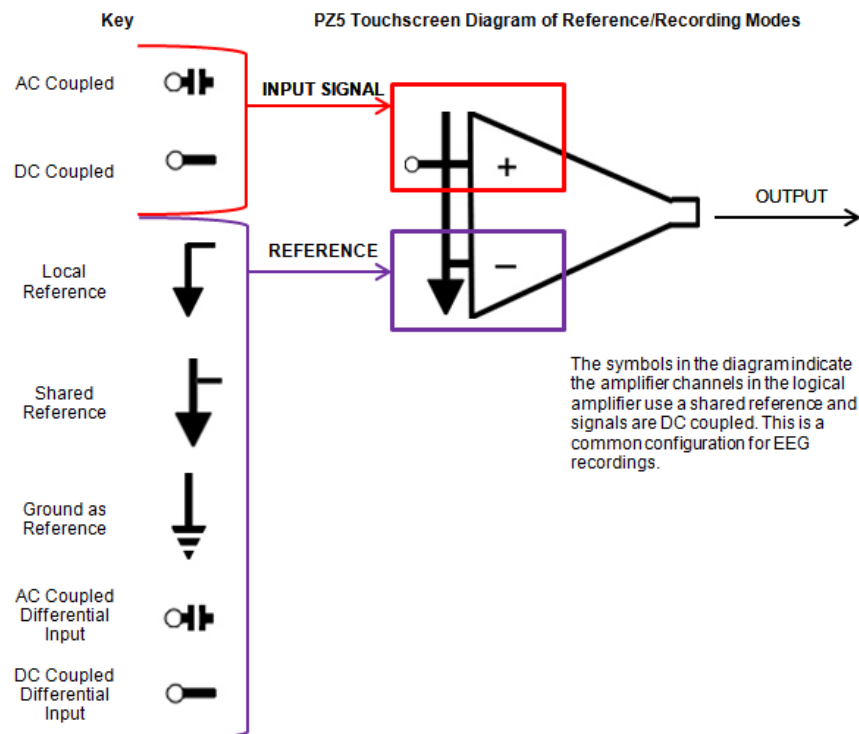 Key
PZ5 Touchscreen Diagram of Reference/Recording Modes
AC Coupled
DC Coupled
INPUT SIGNAL
+
OUTPUT
REFERENCE
−
Local
Reference
Shared
Reference
Ground as
Reference
AC Coupled
Differential
Input
DC Coupled
Differential
Input
The symbols in the diagram indicate
the amplifier channels in the logical
amplifier use a shared reference and
signals are DC coupled. This is a
common configuration for EEG
recordings.